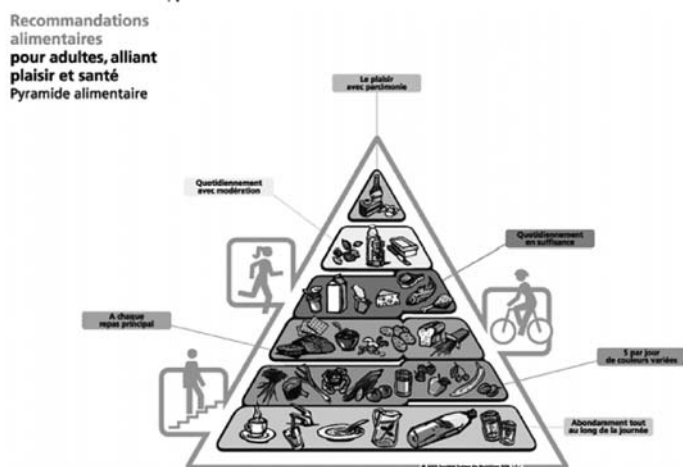 Recommandations
alimentaires
pour adultes, alliant
plaisir et santé
Pyramide alimentaire
Le plaisir
avec parcimonie
Quotidiennement
avec modération
Quotidiennement
en suffisance
A chaque
repas principal
5 par jour
de couleurs variées
Abondamment tout
au long de la journée